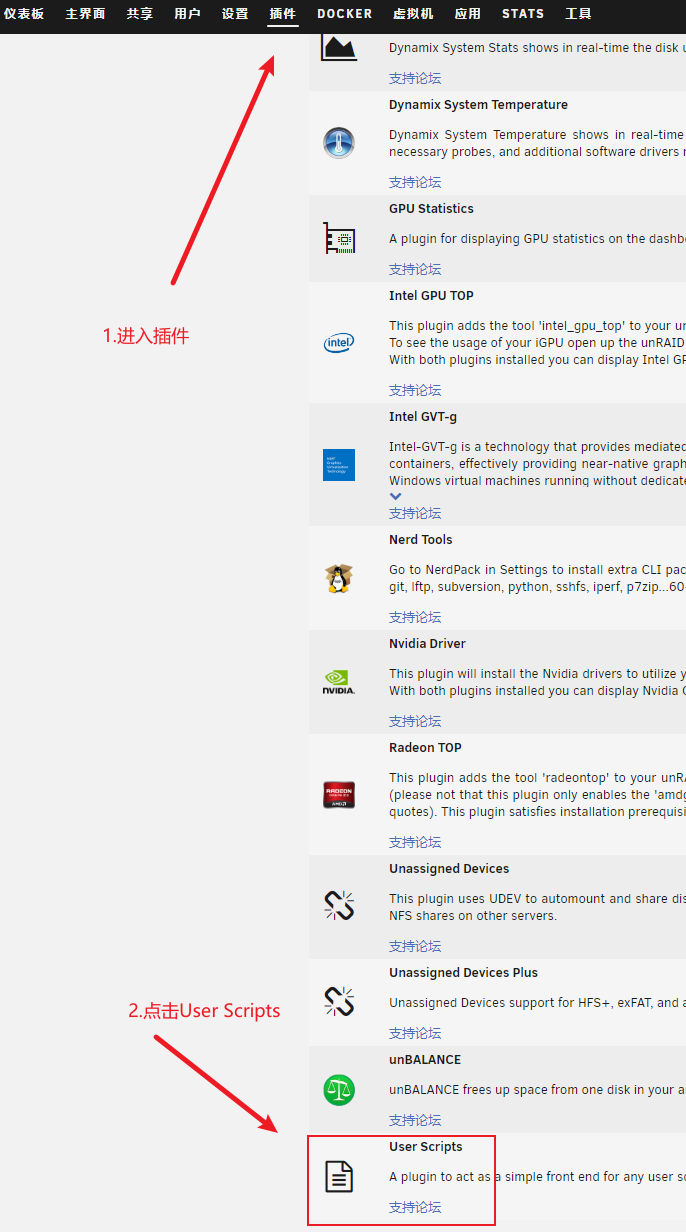 仪表板 主界面 共享 用户 设置 插件 DOCKER 虚拟机 应用 STATS 工具
Dynamix System Stats shows in real-time the disk u
支持论坛
Dynamix System Temperature
Dynamix System Temperature shows in real-time
necessary probes, and additional software drivers
支持论坛
GPU Statistics
A plugin for displaying GPU statistics on the dashb
支持论坛
1.进入插件
Intel GPU TOP
This plugin adds the tool 'intel_gpu_top' to your un
To see the usage of your iGPU open up the unRAID
With both plugins installed you can display Intel GP
支持论坛
intel
Intel GVT-g
Intel-GVT-g is a technology that provides mediated
containers, effectively providing near-native graph
Windows virtual machines running without dedicate
支持论坛
Nerd Tools
Go to NerdPack in Settings to install extra CLI pac
git, lftp, subversion, python, sshfs, iperf, p7zip...60
支持论坛
Nvidia Driver
This plugin will install the Nvidia drivers to utilize y
With both plugins installed you can display Nvidia
支持论坛
NVIDIA.
Radeon TOP
This plugin adds the tool 'radeontop' to your unRA
(please not that this plugin only enables the 'amdg
quotes). This plugin satisfies installation prerequisi
支持论坛
RADEON
AMD
Unassigned Devices
This plugin uses UDEV to automount and share dis
NFS shares on other servers.
支持论坛
Unassigned Devices Plus
Unassigned Devices support for HFS+, exFAT, and a
支持论坛
2.点击User Scripts
unBALANCE
unBALANCE frees up space from one disk in your a
支持论坛
User Scripts
A plugin to act as a simple front end for any user sc
支持论坛